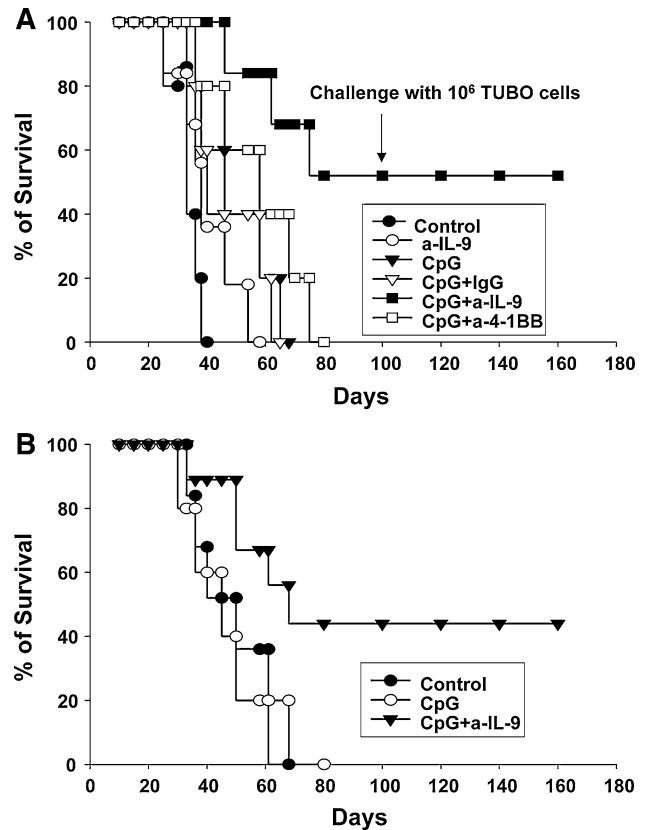 A
% of Survival
100
80
60
40
20
0
Challenge with 10⁶ TUBO cells
Control
a-IL-9
CpG
CpG+IgG
CpG+a-IL-9
CpG+a-4-1BB
0 20 40 60 80 100 120 140 160 180
Days
B
% of Survival
100
80
60
40
20
0
Control
CpG
CpG+a-IL-9
0 20 40 60 80 100 120 140 160 180
Days